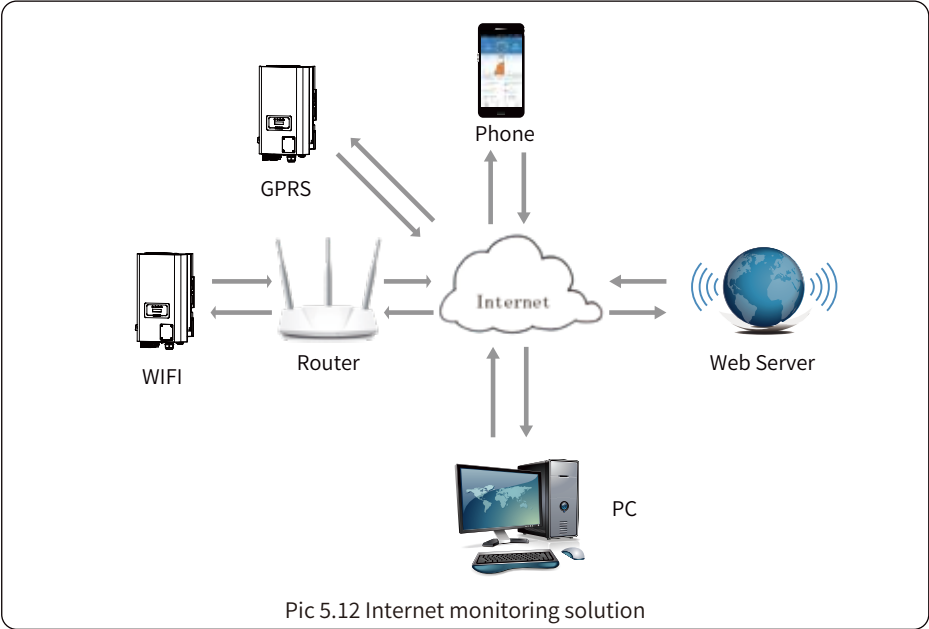 Phone
GPRS
Internet
WIFI
Router
Web Server
PC
Pic 5.12 Internet monitoring solution